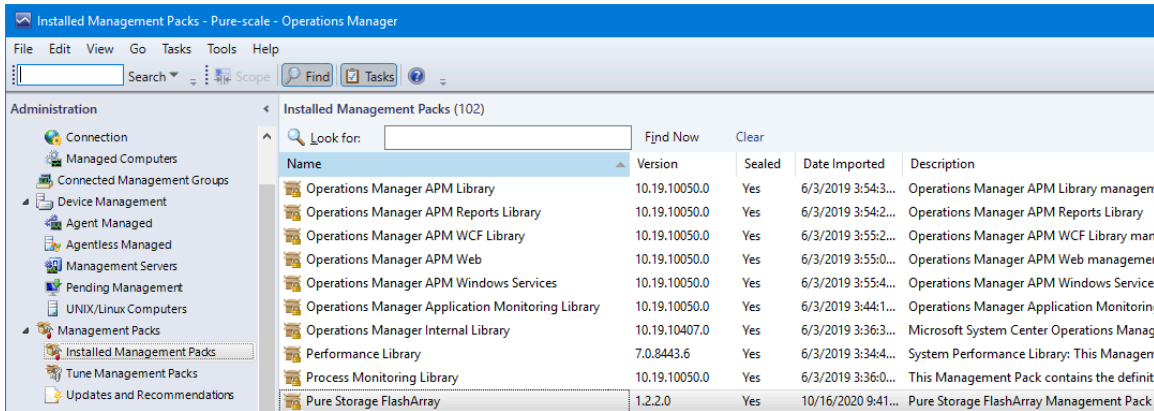 Installed Management Packs - Pure-scale - Operations Manager
File Edit View Go Tasks Tools Help
Search Scope Find Tasks
Administration
Connection
Managed Computers
Connected Management Groups
Device Management
Agent Managed
Agentless Managed
Management Servers
Pending Management
UNIX/Linux Computers
Management Packs
Installed Management Packs
Tune Management Packs
Updates and Recommendations
Installed Management Packs (102)
Look for: Find Now Clear
Name Version Sealed Date Imported Description
Operations Manager APM Library 10.19.10050.0 Yes 6/3/2019 3:54:3... Operations Manager APM Library managem
Operations Manager APM Reports Library 10.19.10050.0 Yes 6/3/2019 3:54:2... Operations Manager APM Reports Library
Operations Manager APM WCF Library 10.19.10050.0 Yes 6/3/2019 3:55:2... Operations Manager APM WCF Library man
Operations Manager APM Web 10.19.10050.0 Yes 6/3/2019 3:55:0... Operations Manager APM Web managemen
Operations Manager APM Windows Services 10.19.10050.0 Yes 6/3/2019 3:55:4... Operations Manager APM Windows Service
Operations Manager Application Monitoring Library 10.19.10050.0 Yes 6/3/2019 3:44:1... Operations Manager Application Monitoring
Operations Manager Internal Library 10.19.10407.0 Yes 6/3/2019 3:36:3... Microsoft System Center Operations Manag
Performance Library 7.0.8443.6 Yes 6/3/2019 3:34:4... System Performance Library: This Managem
Process Monitoring Library 10.19.10050.0 Yes 6/3/2019 3:36:0... This Management Pack contains the definit
Pure Storage FlashArray 1.2.2.0 Yes 10/16/2020 9:41... Pure Storage FlashArray Management Pack